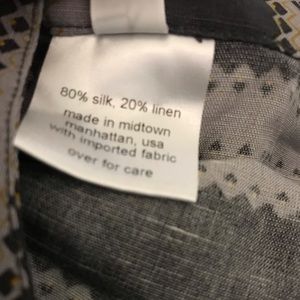 80% silk, 20% linen
made in midtown
manhattan, usa
with imported fabric
over for care